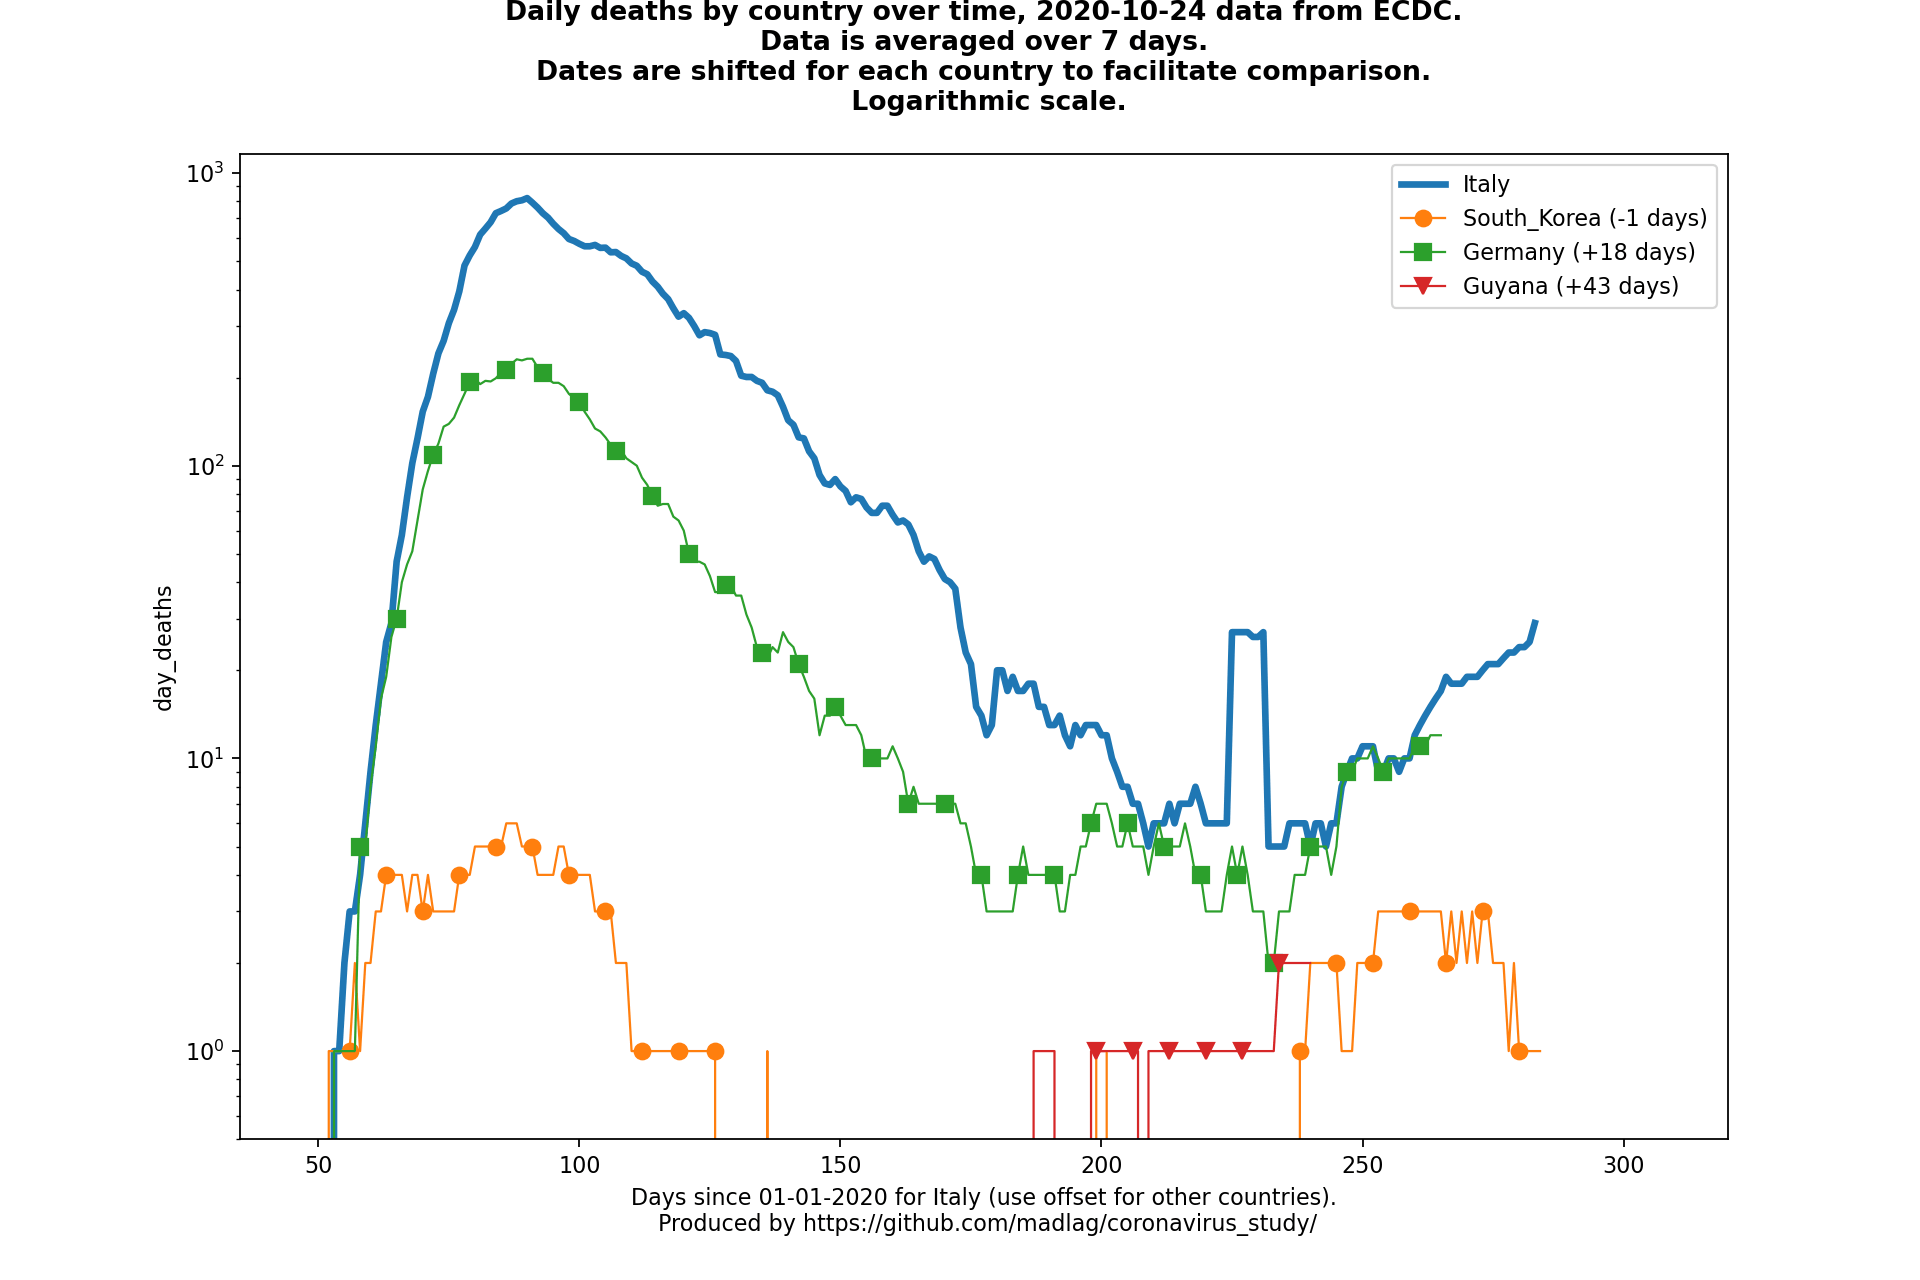 Daily deaths by country over time, 2020-10-24 data from ECDC.
Data is averaged over 7 days.
Dates are shifted for each country to facilitate comparison.
Logarithmic scale.
10³
10²
10¹
10⁰
day_deaths
Italy
South_Korea (-1 days)
Germany (+18 days)
Guyana (+43 days)
50 100 150 200 250 300
Days since 01-01-2020 for Italy (use offset for other countries).
Produced by https://github.com/madlag/coronavirus_study/